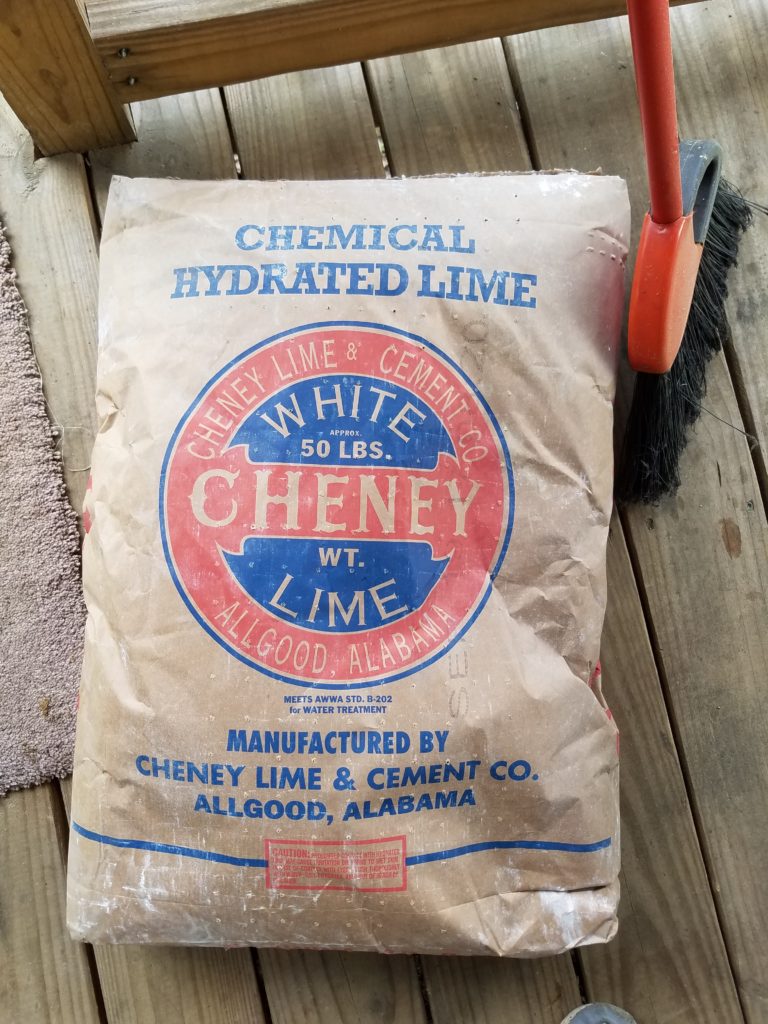 CHEMICAL
HYDRATED LIME
CHENEY LIME & CEMENT CO.
WHITE
APPROX.
50 LBS.
CHENEY
WT.
LIME
ALLGOOD, ALABAMA
MEETS AWWA STD. B-202
for WATER TREATMENT
MANUFACTURED BY
CHENEY LIME & CEMENT CO.
ALLGOOD, ALABAMA
CAUTION: